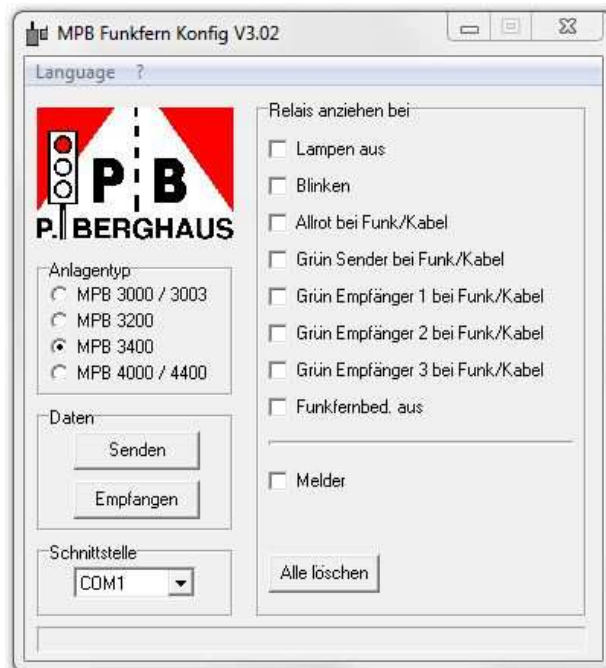 MPB Funkfern Konfig V3.02
Language ?
P B
P. BERGHAUS
Anlagentyp
MPB 3000 / 3003
MPB 3200
MPB 3400
MPB 4000 / 4400
Daten
Senden
Empfangen
Schnittstelle
COM1
Relais anziehen bei
Lampen aus
Blinken
Allrot bei Funk/Kabel
Grün Sender bei Funk/Kabel
Grün Empfänger 1 bei Funk/Kabel
Grün Empfänger 2 bei Funk/Kabel
Grün Empfänger 3 bei Funk/Kabel
Funkfernbed. aus
Melder
Alle löschen